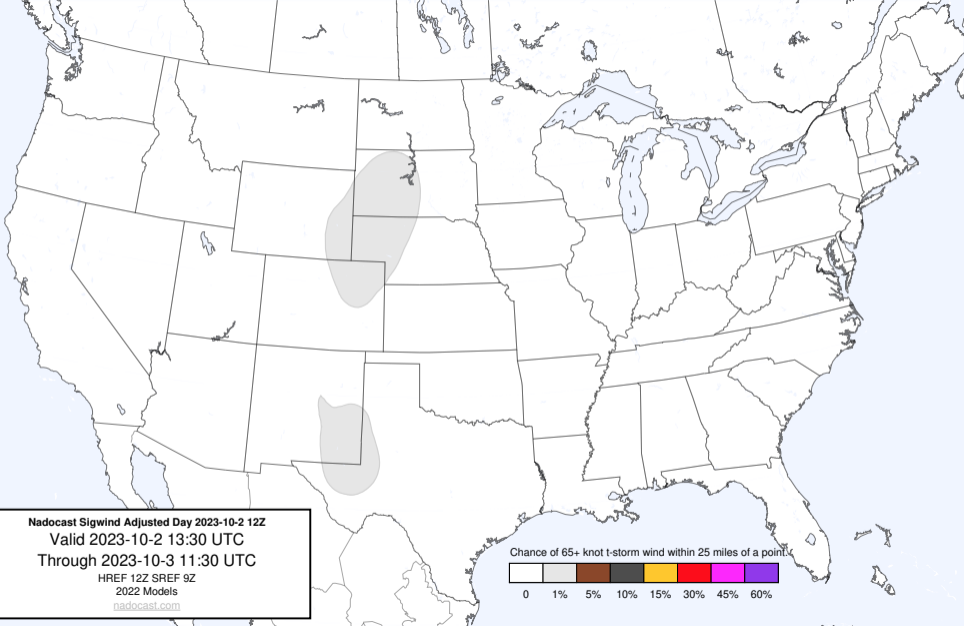 Nadocast Sigwind Adjusted Day 2023-10-2 12Z
Valid 2023-10-2 13:30 UTC
Through 2023-10-3 11:30 UTC
HREF 12Z SREF 9Z
2022 Models
nadocast.com
Chance of 65+ knot t-storm wind within 25 miles of a point.
0 1% 5% 10% 15% 30% 45% 60%